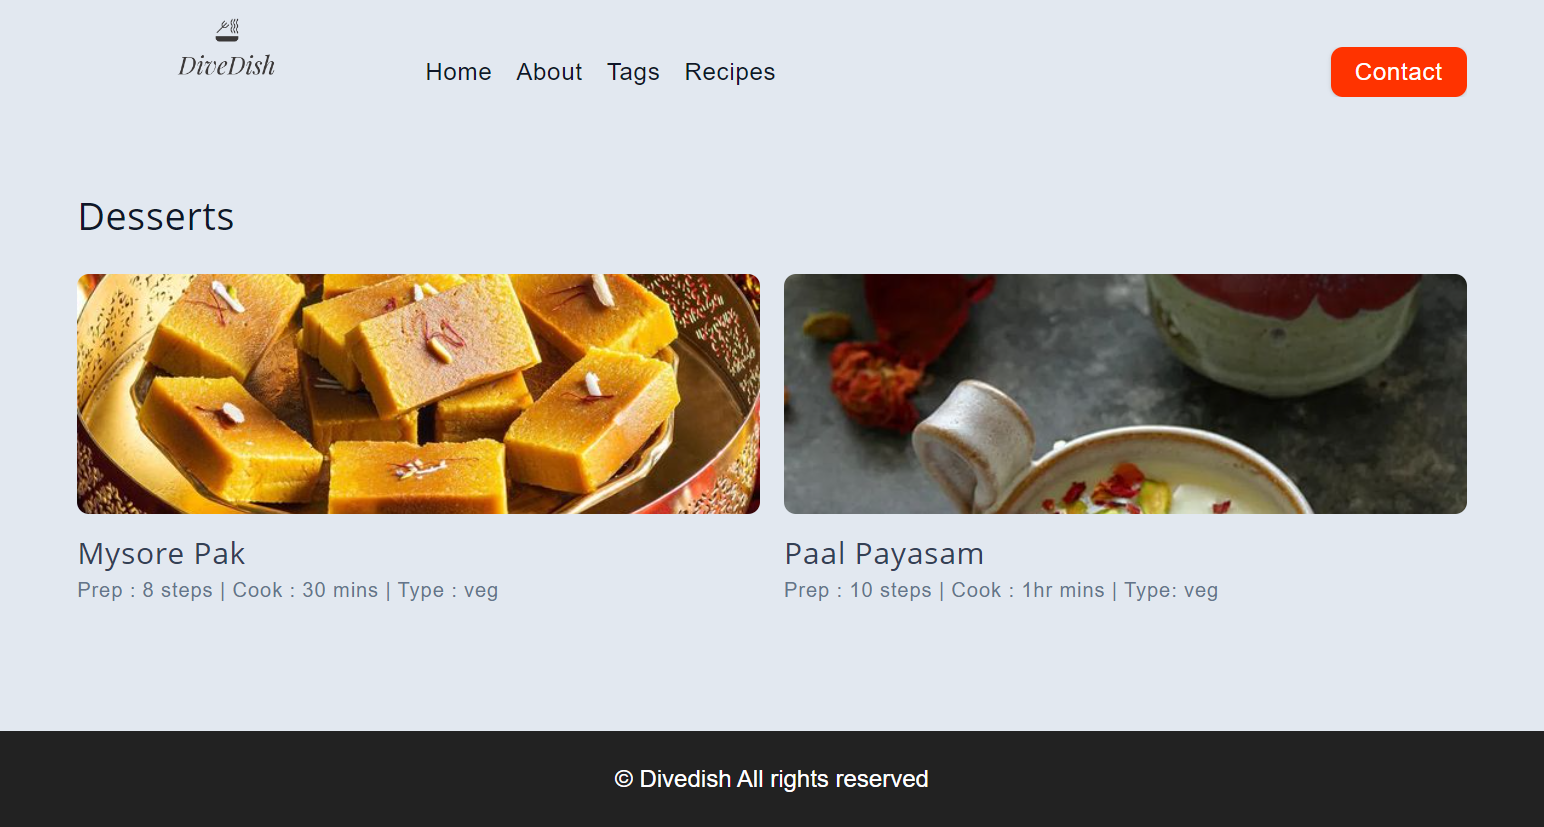 DiveDish
Home About Tags Recipes
Contact
Desserts
Mysore Pak
Prep : 8 steps | Cook : 30 mins | Type : veg
Paal Payasam
Prep : 10 steps | Cook : 1hr mins | Type: veg
© Divedish All rights reserved